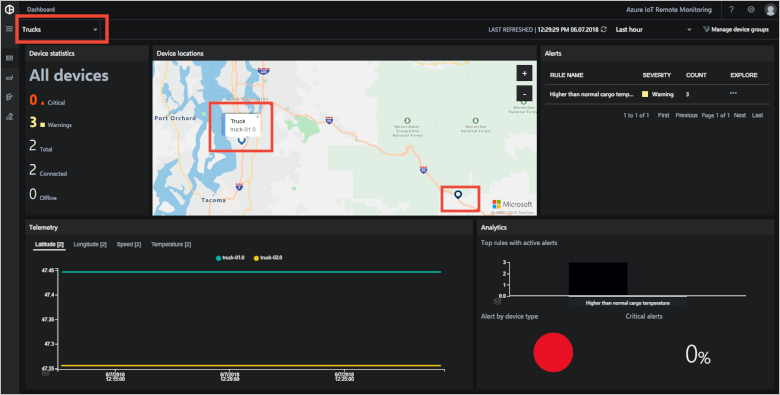 Dashboard
Azure IoT Remote Monitoring
?
Trucks
LAST REFRESHED | 12:29:29 PM 06.07.2018
Last hour
Manage device groups
Device statistics
All devices
0 Critical
3 Warnings
2 Total
2 Connected
0 Offline
Device locations
+
-
Port Orchard
Truck
truck-01.0
Tacoma
Microsoft
Alerts
RULE NAME SEVERITY COUNT EXPLORE
Higher than normal cargo temp... Warning 3 ...
1 to 1 of 1 First Previous Page 1 of 1 Next Last
Telemetry
Latitude [2] Longitude [2] Speed [2] Temperature [2]
truck-01.0 truck-02.0
47.45
47.4
47.35
47.3
47.25
6/7/2018 6/7/2018 6/7/2018
12:15:00 12:20:00 12:25:00
Analytics
Top rules with active alerts
3
2
1
0.0
Higher than normal cargo temperature
Alert by device type
Critical alerts
0%